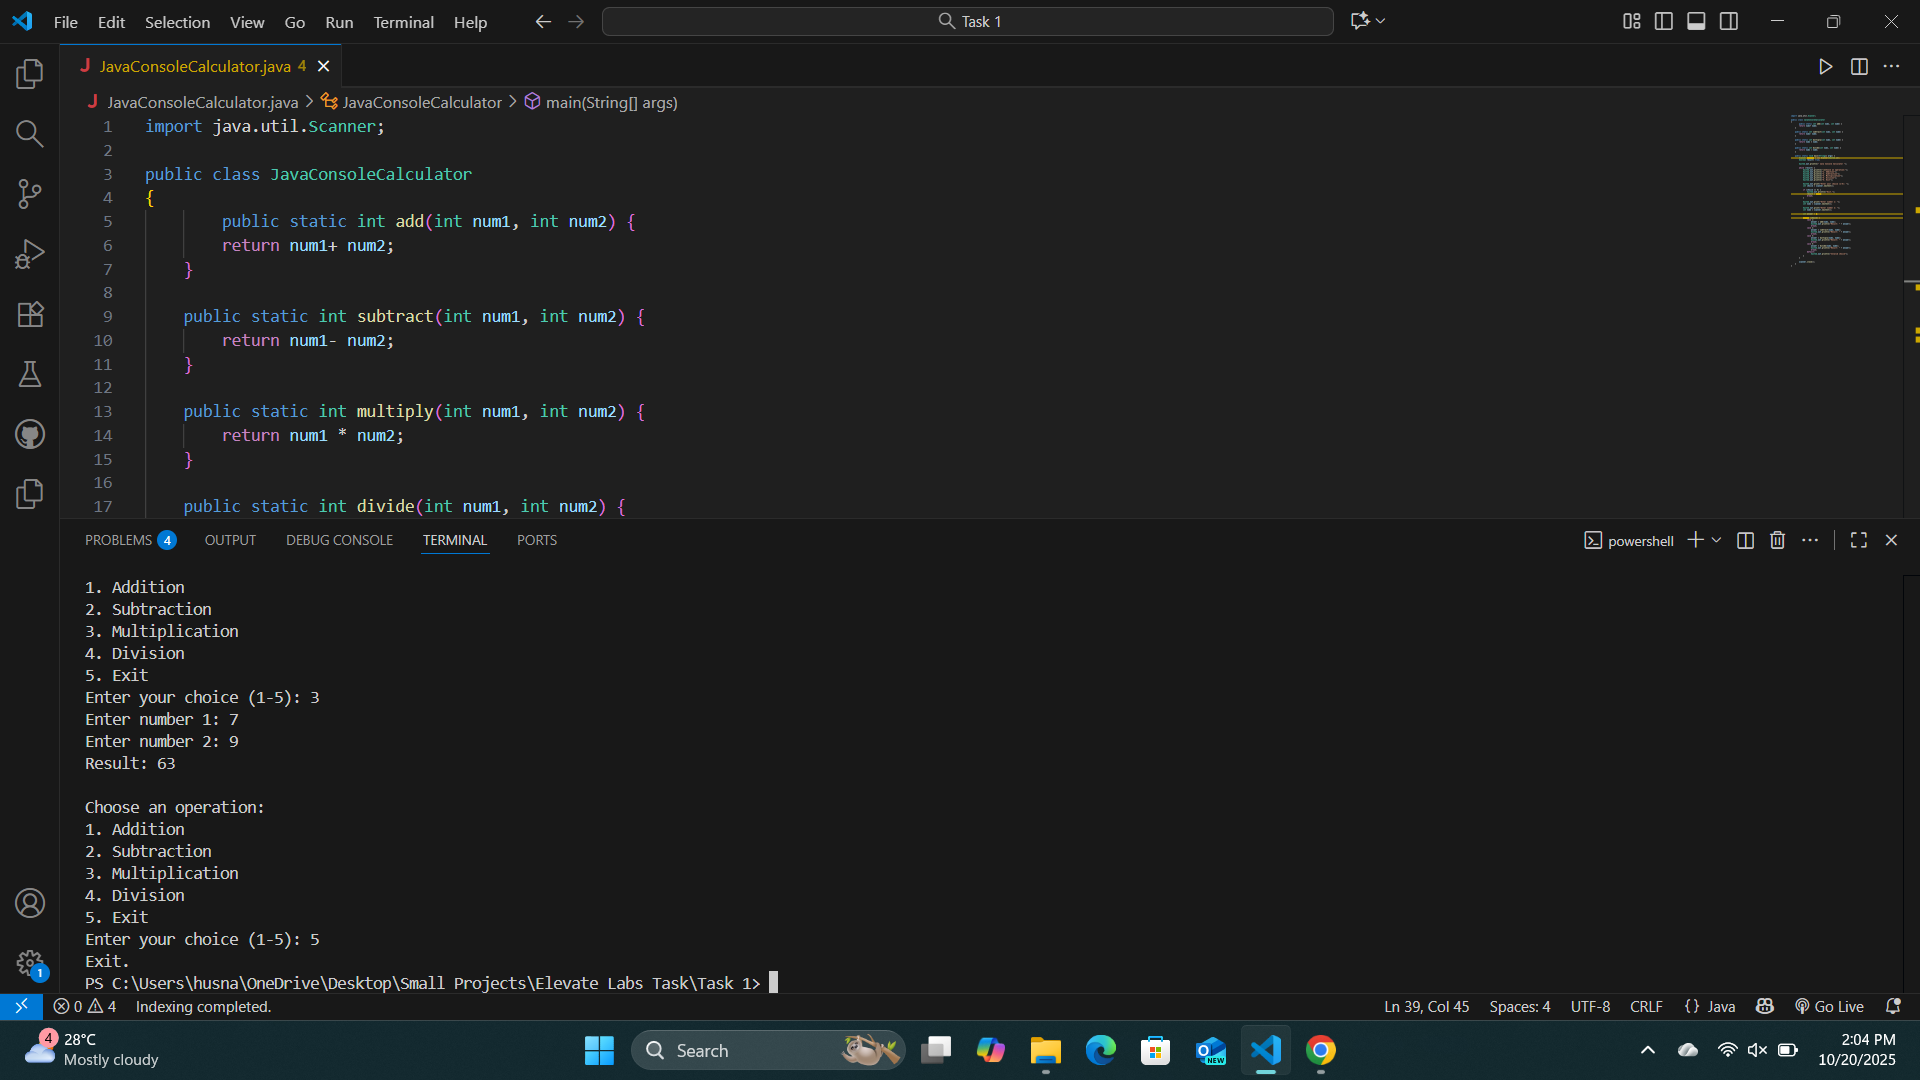 File Edit Selection View Go Run Terminal Help
Task 1
JavaConsoleCalculator.java 4
JavaConsoleCalculator.java > JavaConsoleCalculator > main(String[] args)
1 import java.util.Scanner;
2
3 public class JavaConsoleCalculator
4 {
5 public static int add(int num1, int num2) {
6 return num1+ num2;
7 }
8
9 public static int subtract(int num1, int num2) {
10 return num1- num2;
11 }
12
13 public static int multiply(int num1, int num2) {
14 return num1 * num2;
15 }
16
17 public static int divide(int num1, int num2) {
PROBLEMS 4 OUTPUT DEBUG CONSOLE TERMINAL PORTS
powershell
1. Addition
2. Subtraction
3. Multiplication
4. Division
5. Exit
Enter your choice (1-5): 3
Enter number 1: 7
Enter number 2: 9
Result: 63
Choose an operation:
1. Addition
2. Subtraction
3. Multiplication
4. Division
5. Exit
Enter your choice (1-5): 5
Exit.
PS C:\Users\husna\OneDrive\Desktop\Small Projects\Elevate Labs Task\Task 1>
1
0 4 Indexing completed.
Ln 39, Col 45 Spaces: 4 UTF-8 CRLF {} Java Go Live
4 28°C
Mostly cloudy
Search
NEW
2:04 PM
10/20/2025